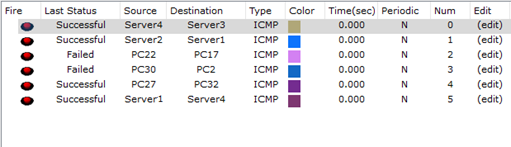 Fire Last Status Source Destination Type Color Time(sec) Periodic Num Edit
Successful Server4 Server3 ICMP 0.000 N 0 (edit)
Successful Server2 Server1 ICMP 0.000 N 1 (edit)
Failed PC22 PC17 ICMP 0.000 N 2 (edit)
Failed PC30 PC2 ICMP 0.000 N 3 (edit)
Successful PC27 PC32 ICMP 0.000 N 4 (edit)
Successful Server1 Server4 ICMP 0.000 N 5 (edit)